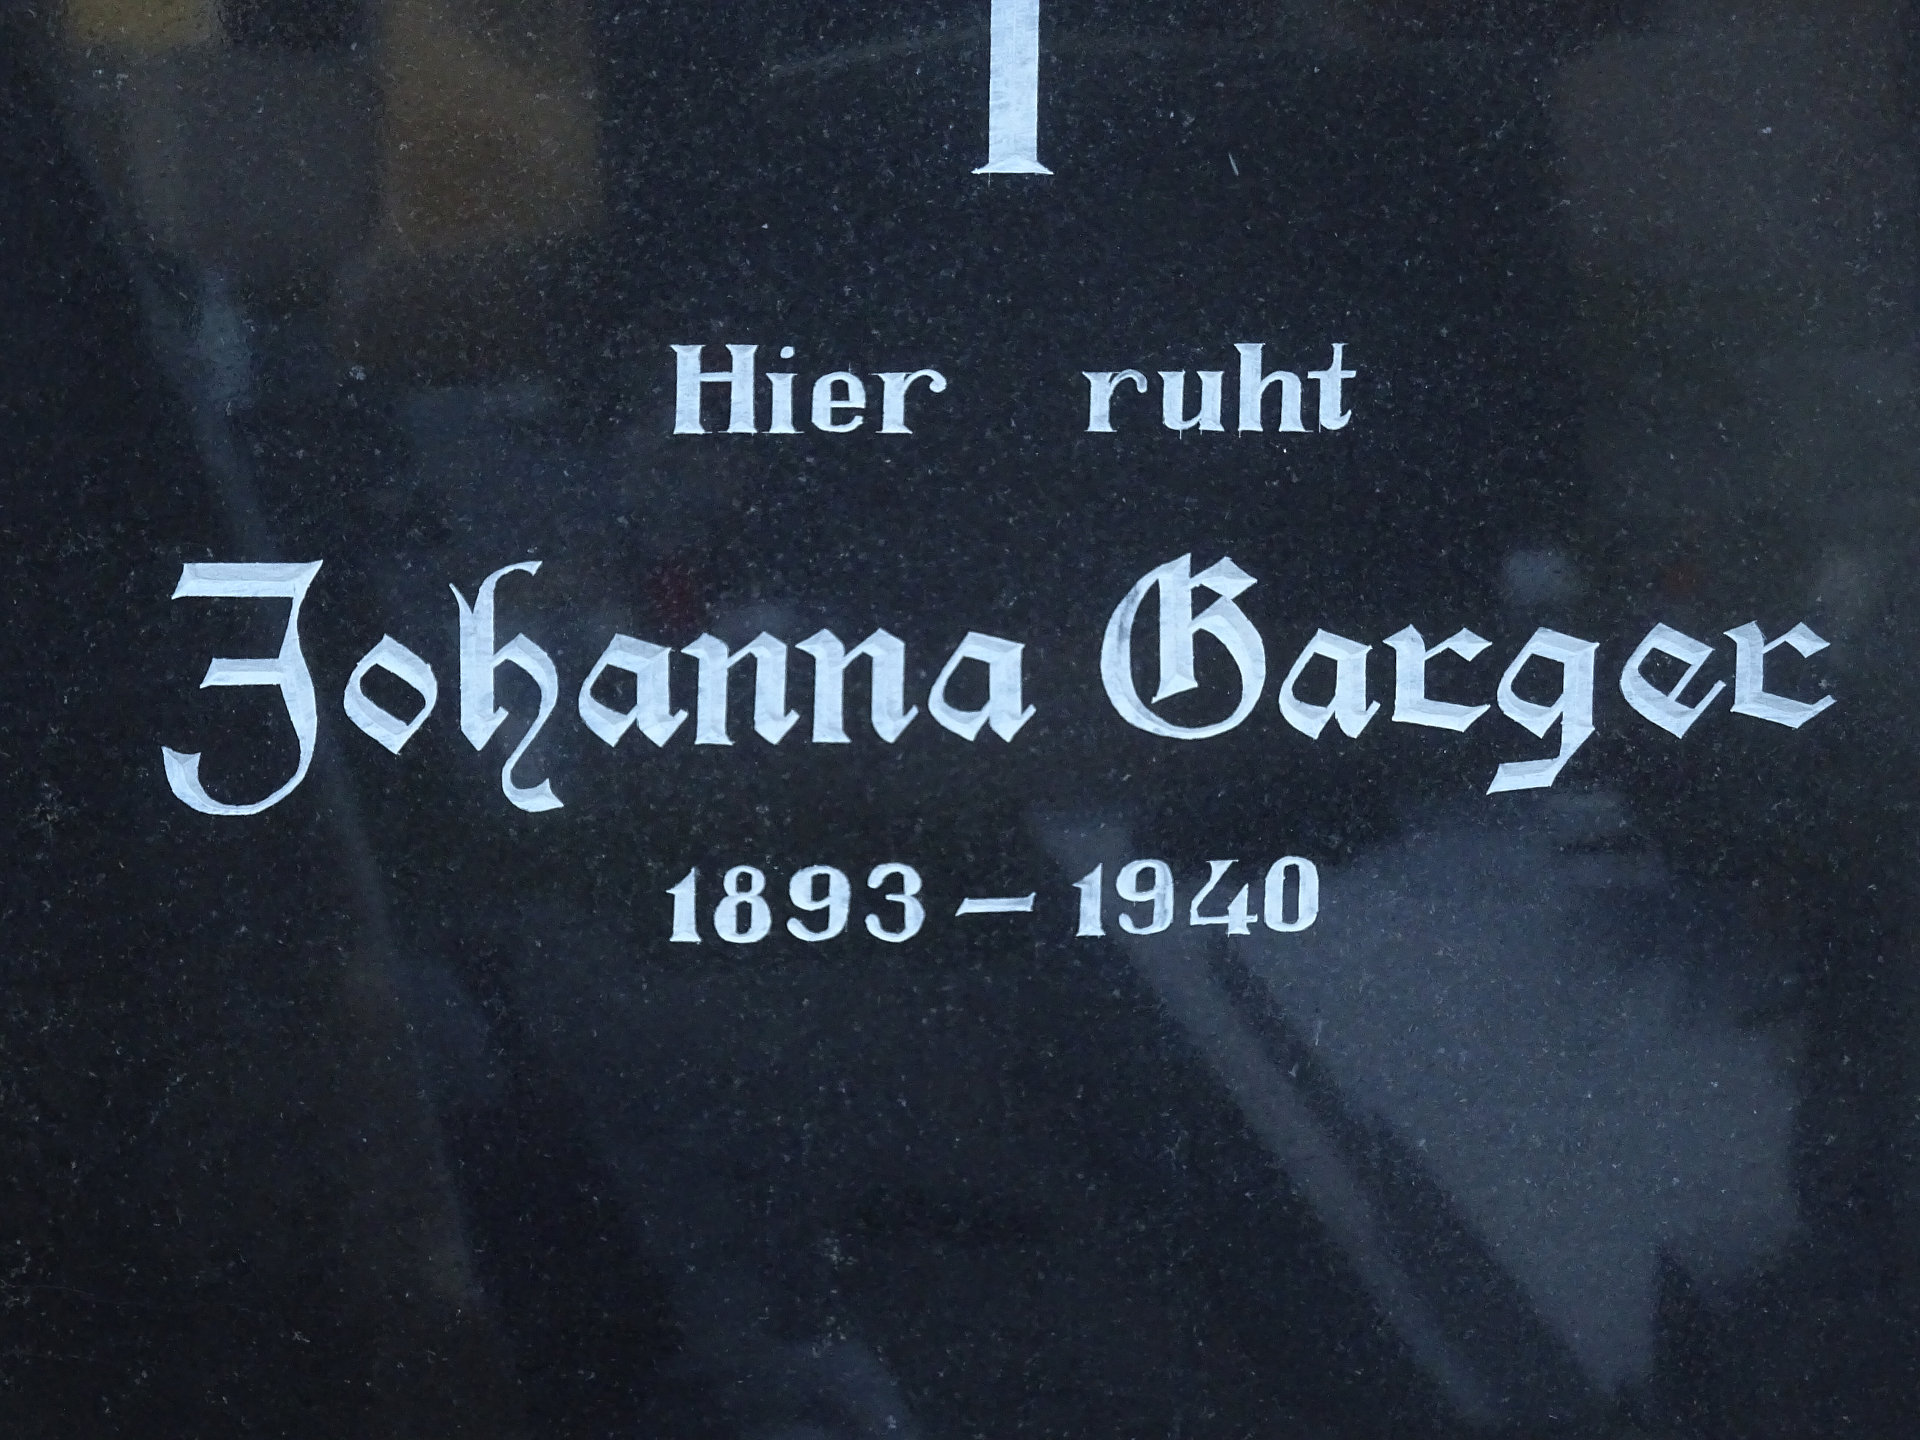 Hier ruht
Johanna Garger
1893 – 1940